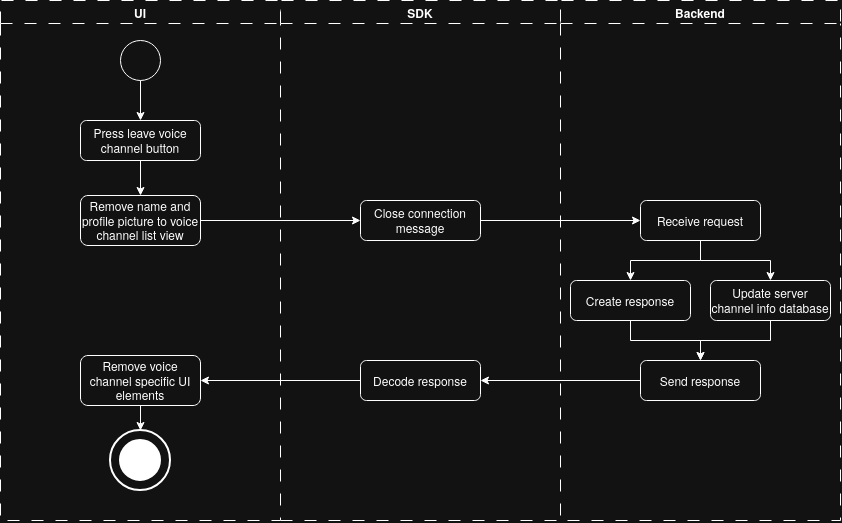 UI
SDK
Backend
Press leave voice
channel button
Remove name and
profile picture to voice
channel list view
Close connection
message
Receive request
Create response
Update server
channel info database
Remove voice
channel specific UI
elements
Decode response
Send response